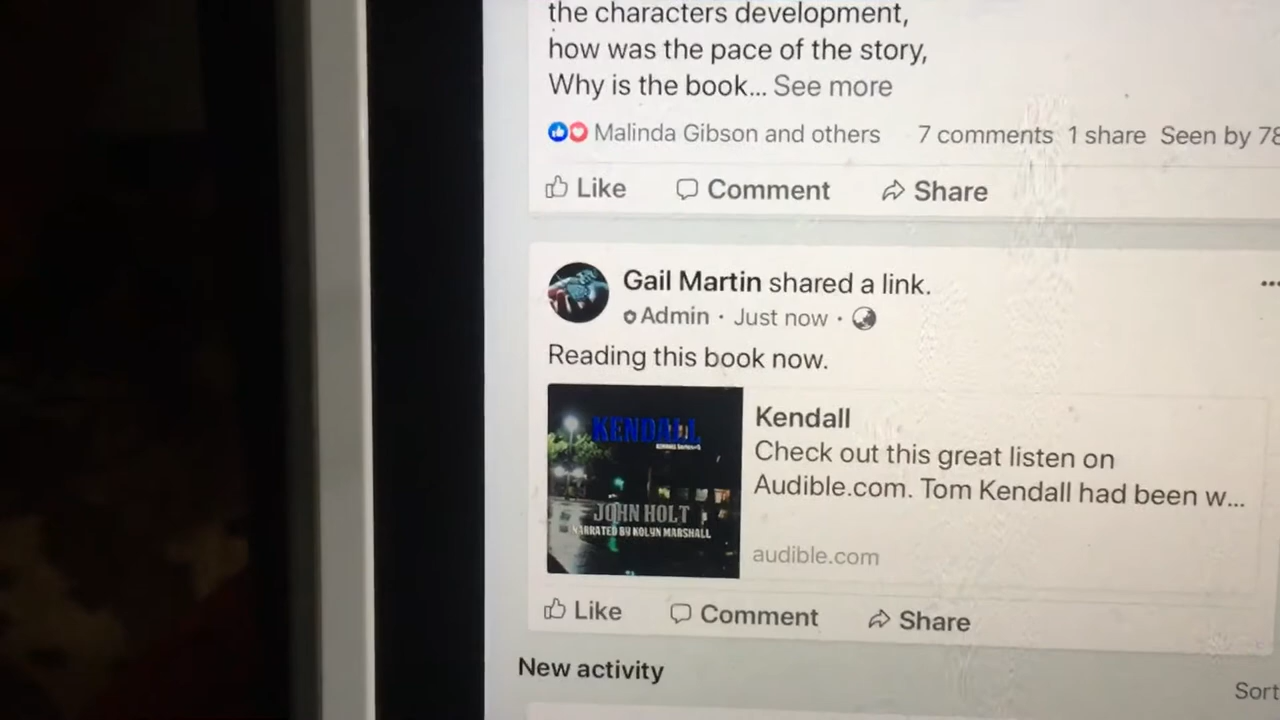 the characters development,
how was the pace of the story,
Why is the book... See more
Malinda Gibson and others 7 comments 1 share Seen by 78
Like Comment Share
Gail Martin shared a link.
Admin · Just now ·
Reading this book now.
KENDALL
JOHN HOLT
NARRATED BY KOLYN MARSHALL
Kendall
Check out this great listen on
Audible.com. Tom Kendall had been w...
audible.com
Like Comment Share
New activity
Sort